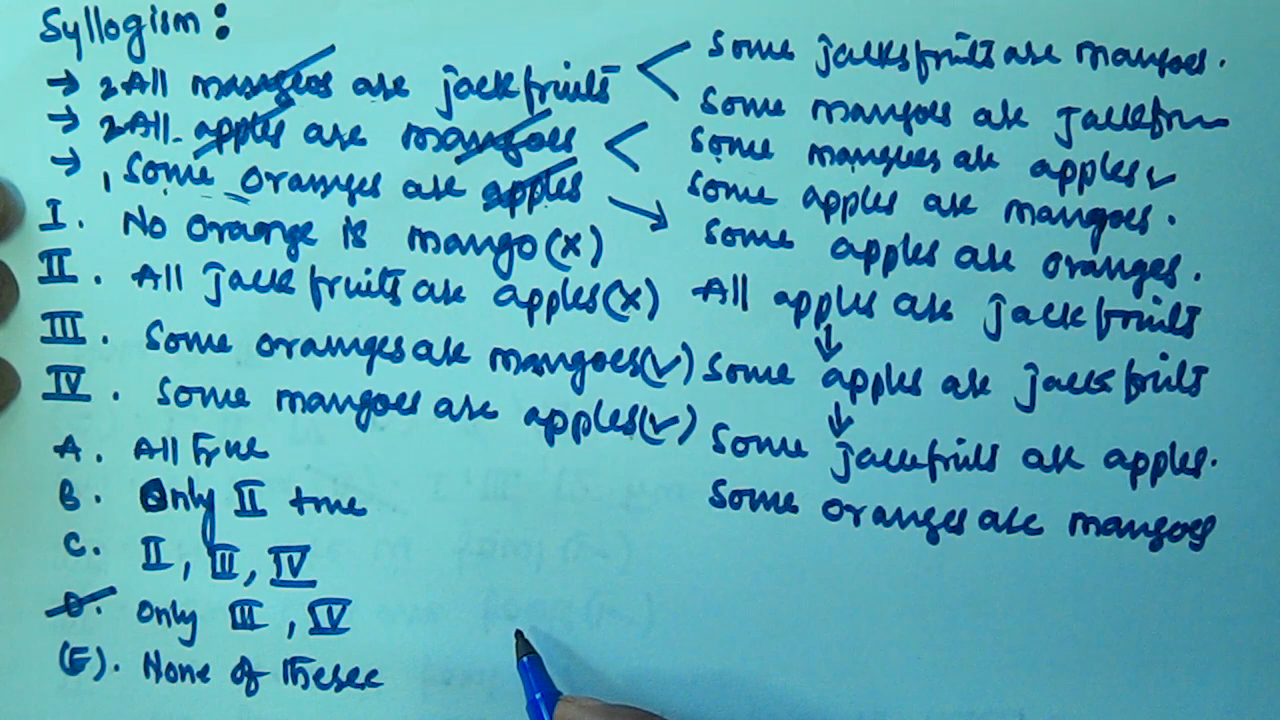 Syllogism :
→ 2 All mangoes are jackfruits
→ 2 All apples are mangoes
→ 1 Some Oranges are apples
I. No orange is mango (x)
II. All jackfruits are apples (x)
III. Some oranges are mangoes (✓)
IV. Some mangoes are apples (✓)
A. All true
B. Only II true
C. II, III, IV
D. Only III, IV
(E). None of these
Some jackfruits are mangoes.
Some mangoes are
Some mangoes are apples ✓
Some apples are mangoes.
Some apples are oranges.
All apples are jackfruits
↓
Some apples are jackfruits
↓
Some jackfruits are apples.
Some oranges are mangoes